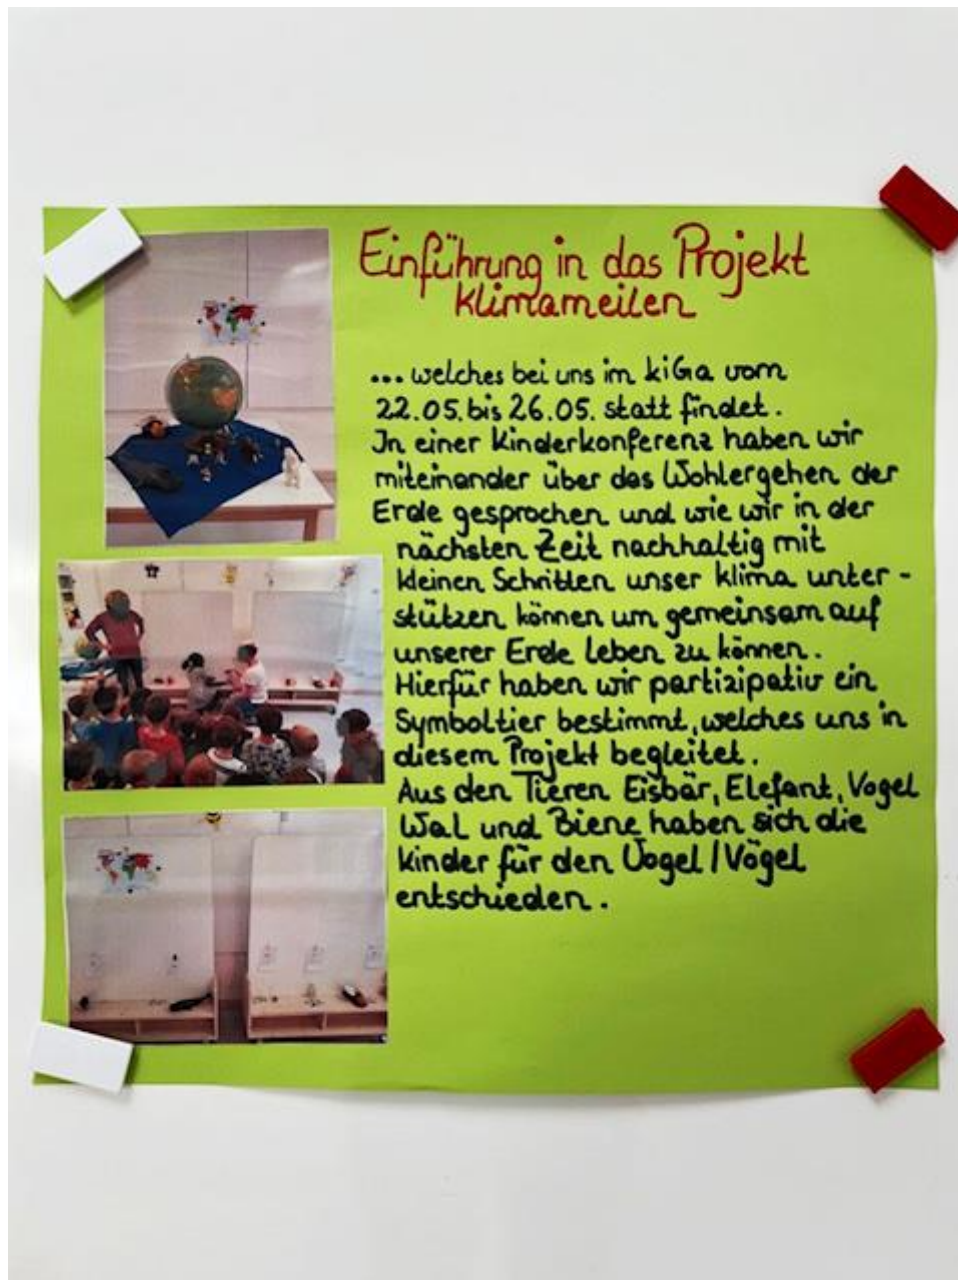 Einführung in das Projekt
Klimameilen
... welches bei uns im KiGa vom
22.05. bis 26.05. statt findet.
In einer Kinderkonferenz haben wir
miteinander über das Wohlergehen der
Erde gesprochen und wie wir in der
nächsten Zeit nachhaltig mit
kleinen Schritten unser Klima unter-
stützen können um gemeinsam auf
unserer Erde leben zu können.
Hierfür haben wir partizipativ ein
Symboltier bestimmt, welches uns in
diesem Projekt begleitet.
Aus den Tieren Eisbär, Elefant, Vogel
Wal und Biene haben sich die
Kinder für den Vogel / Vögel
entschieden.